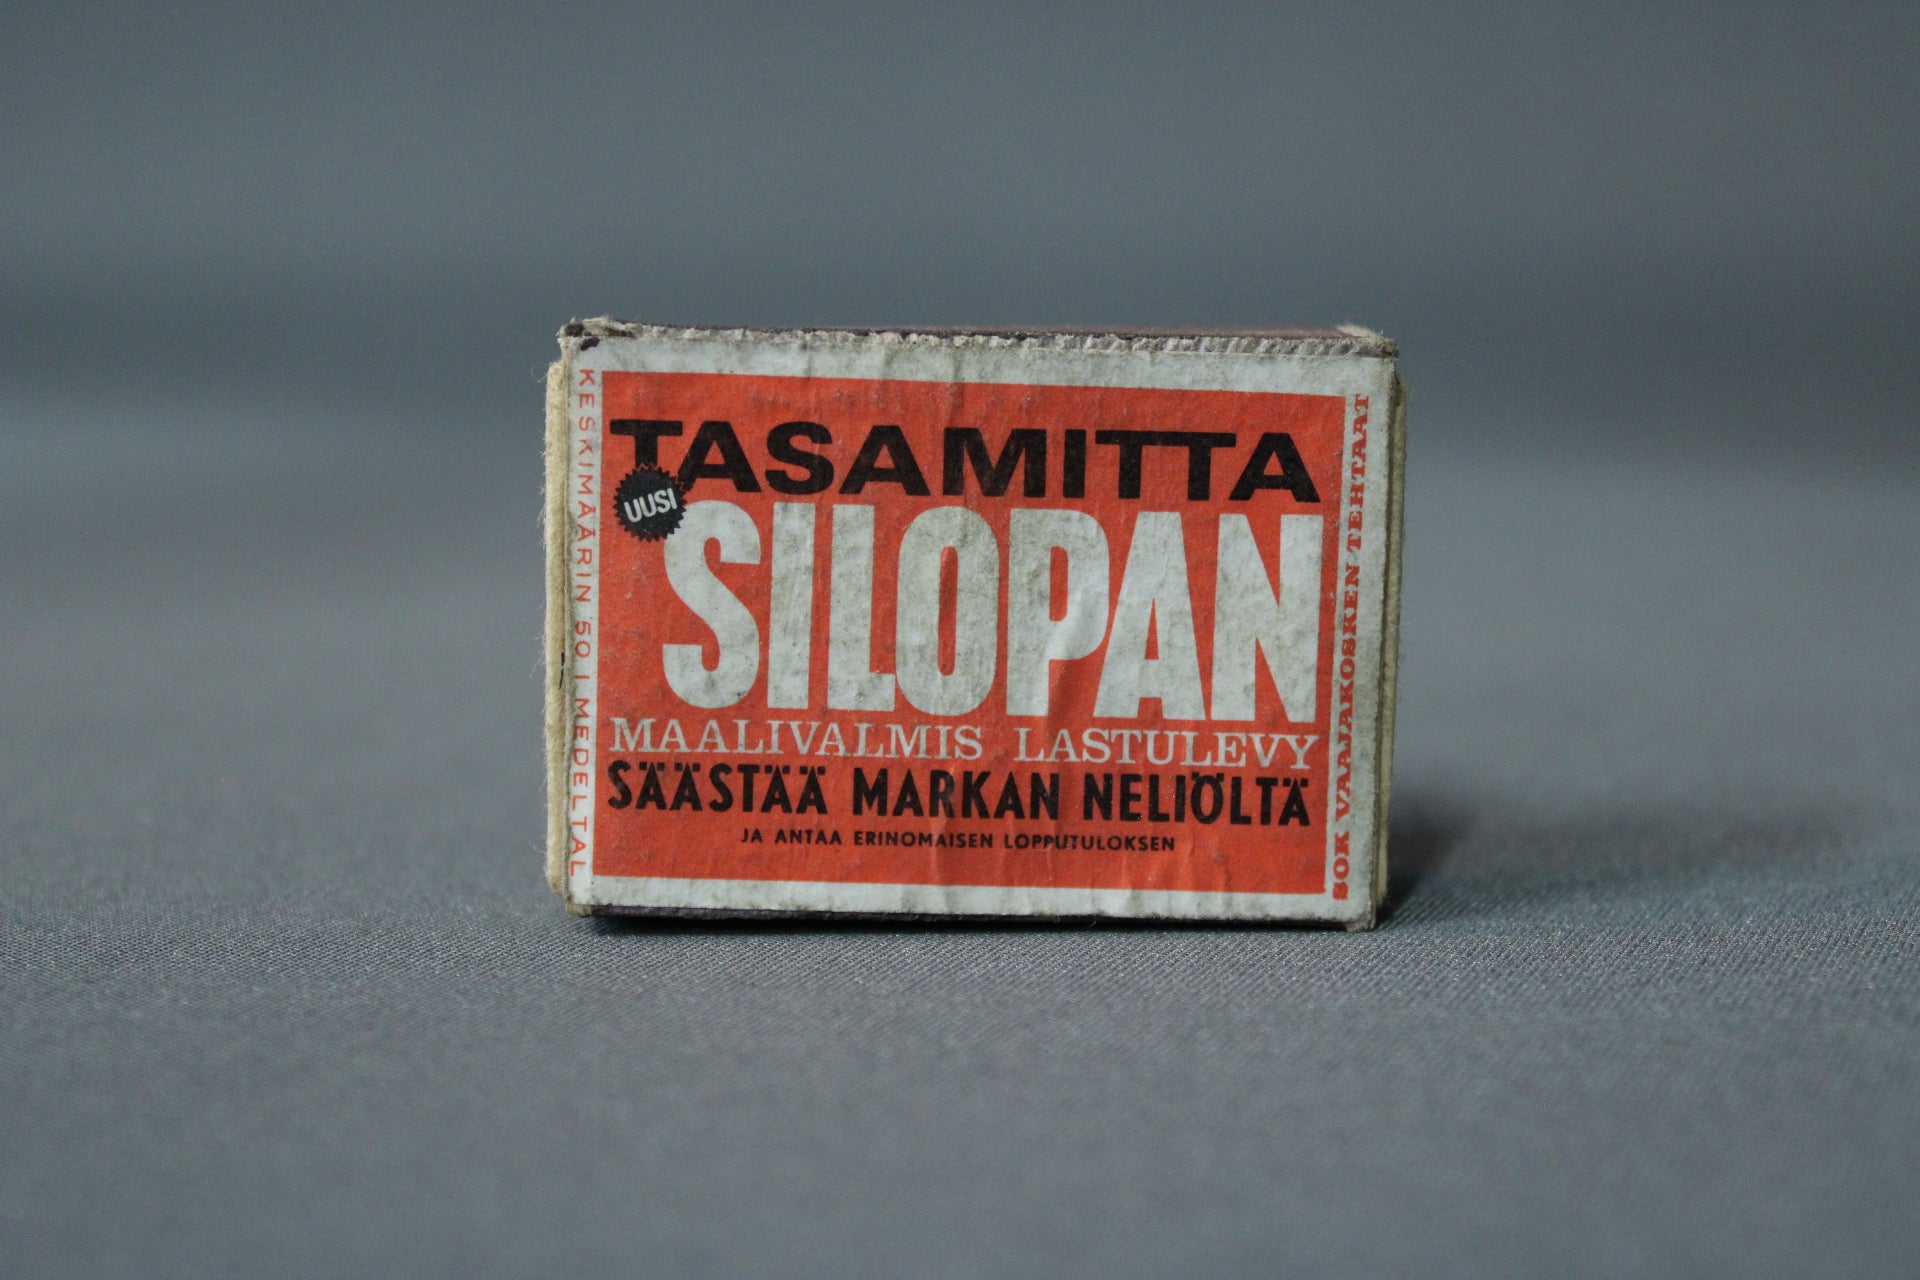 KESKIMÄÄRIN 50 I MEDELTAL
TASAMITTA
UUSI
SILOPAN
MAALIVALMIS LASTULEVY
SÄÄSTÄÄ MARKAN NELIÖLTÄ
JA ANTAA ERINOMAISEN LOPPUTULOKSEN
SOK VAAJAKOSKEN TEHTAAT